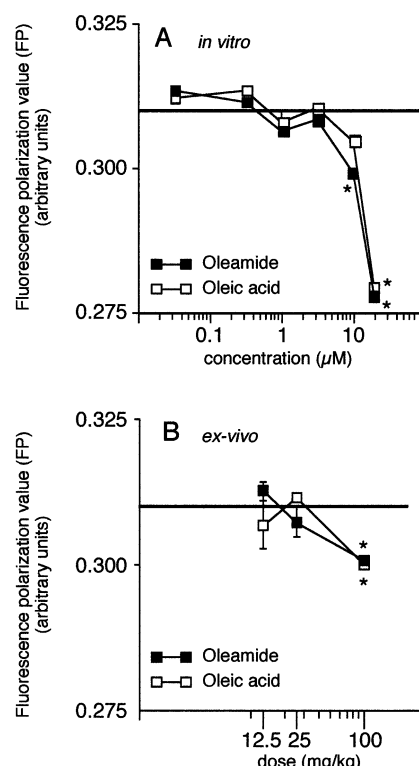 A in vitro
Fluorescence polarization value (FP)
(arbitrary units)
0.325
0.300
0.275
Oleamide
Oleic acid
*
*
*
0.1 1 10
concentration (µM)
B ex-vivo
Fluorescence polarization value (FP)
(arbitrary units)
0.325
0.300
0.275
*
*
Oleamide
Oleic acid
12.5 25 100
dose (mg/kg)